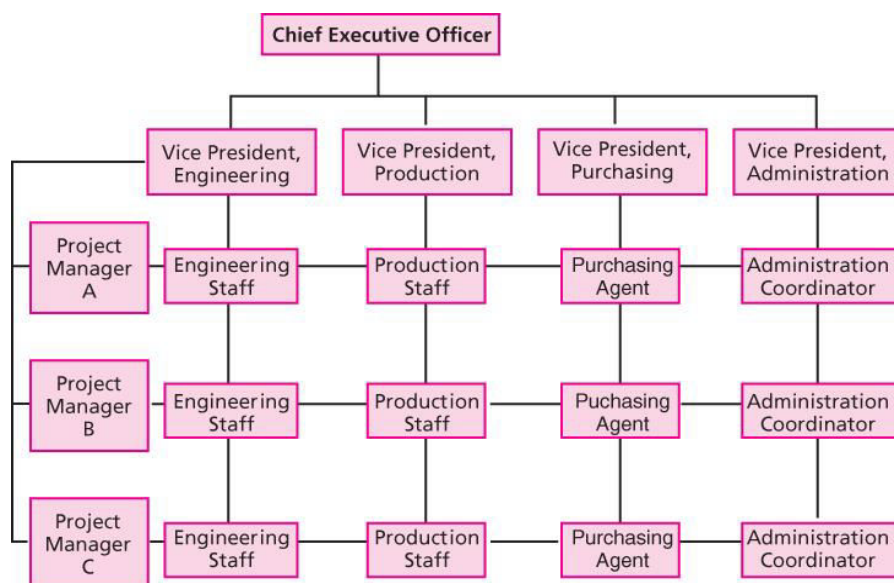 Chief Executive Officer
Vice President,
Engineering
Vice President,
Production
Vice President,
Purchasing
Vice President,
Administration
Project
Manager
A
Engineering
Staff
Production
Staff
Purchasing
Agent
Administration
Coordinator
Project
Manager
B
Engineering
Staff
Production
Staff
Puchasing
Agent
Administration
Coordinator
Project
Manager
C
Engineering
Staff
Production
Staff
Purchasing
Agent
Administration
Coordinator